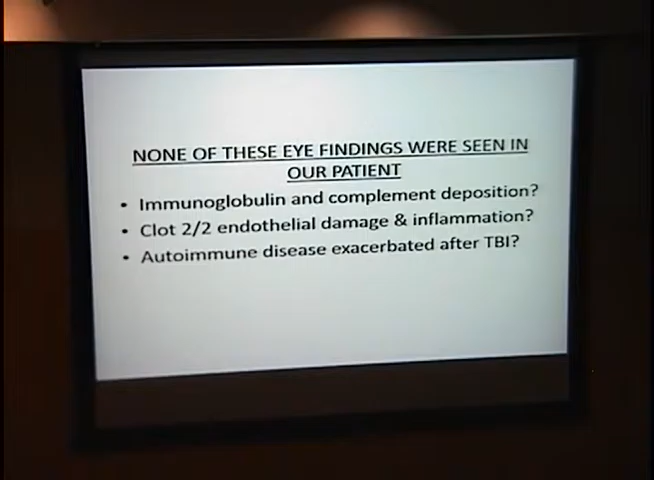 NONE OF THESE EYE FINDINGS WERE SEEN IN
OUR PATIENT
• Immunoglobulin and complement deposition?
• Clot 2/2 endothelial damage & inflammation?
• Autoimmune disease exacerbated after TBI?